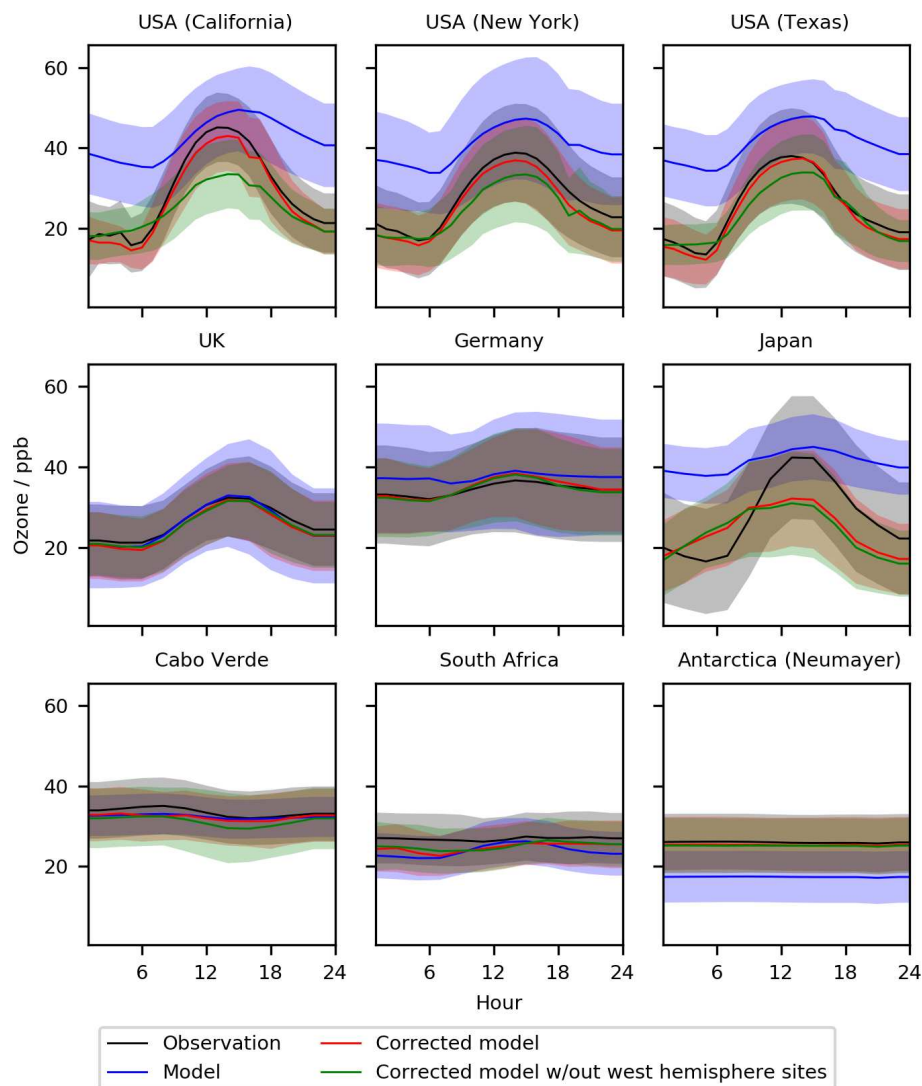 USA (California) USA (New York) USA (Texas)
60
40
20
UK Germany Japan
60
40
20
Ozone / ppb
Cabo Verde South Africa Antarctica (Neumayer)
60
40
20
6 12 18 24 6 12 18 24 6 12 18 24
Hour
Observation Corrected model
Model Corrected model w/out west hemisphere sites